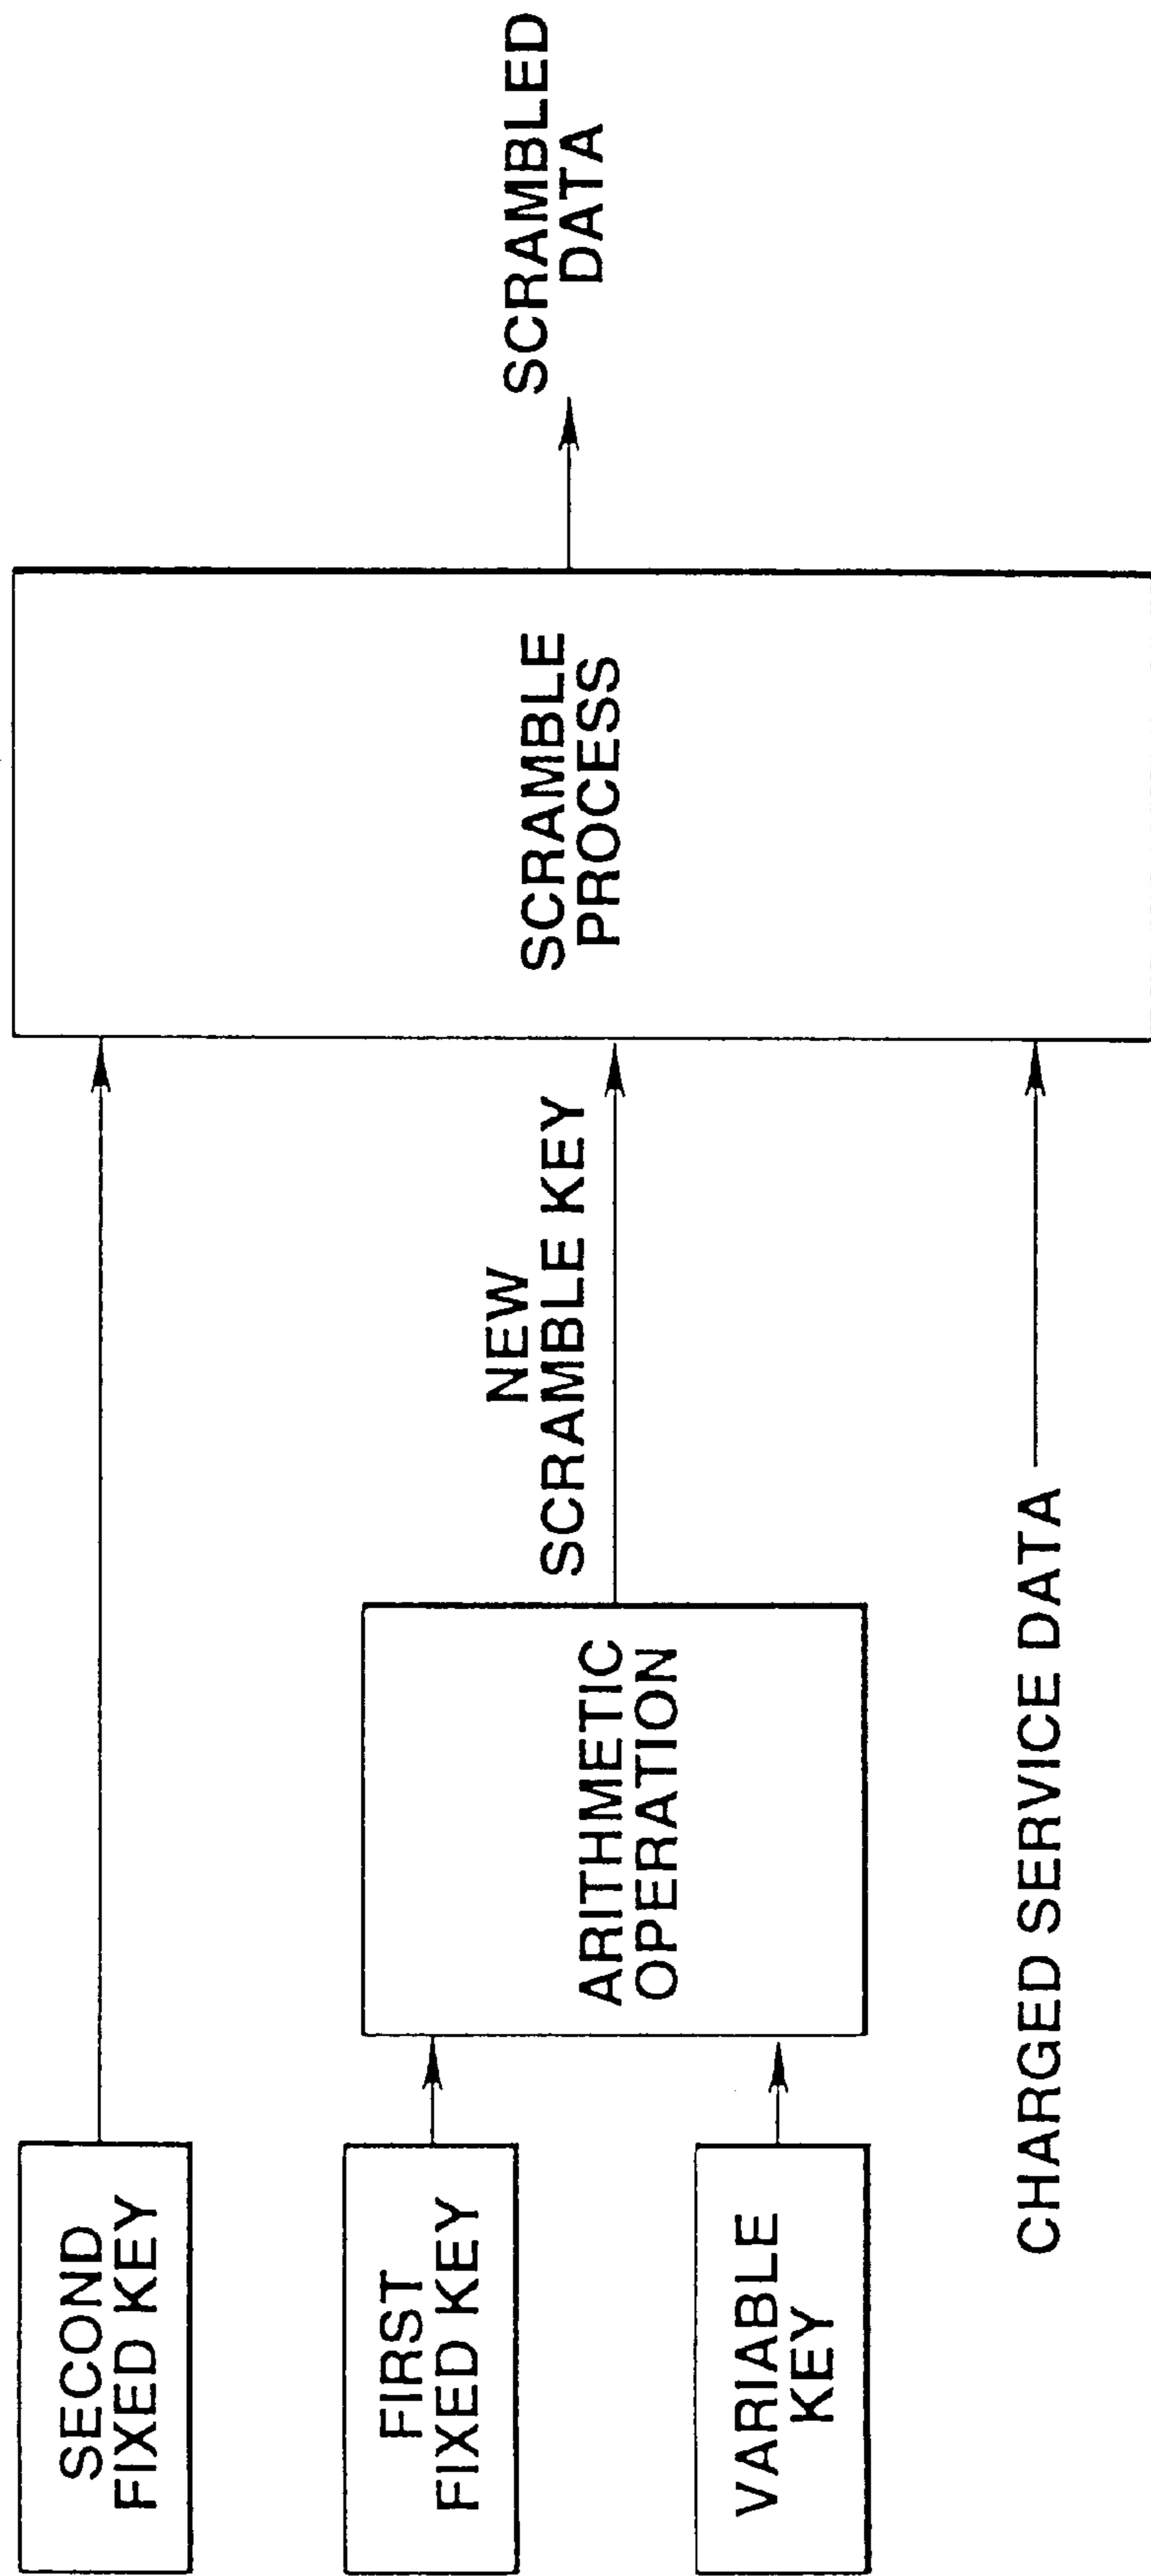 SECOND
FIXED KEY
FIRST
FIXED KEY
VARIABLE
KEY
ARITHMETIC
OPERATION
NEW
SCRAMBLE KEY
CHARGED SERVICE DATA
SCRAMBLE
PROCESS
SCRAMBLED
DATA